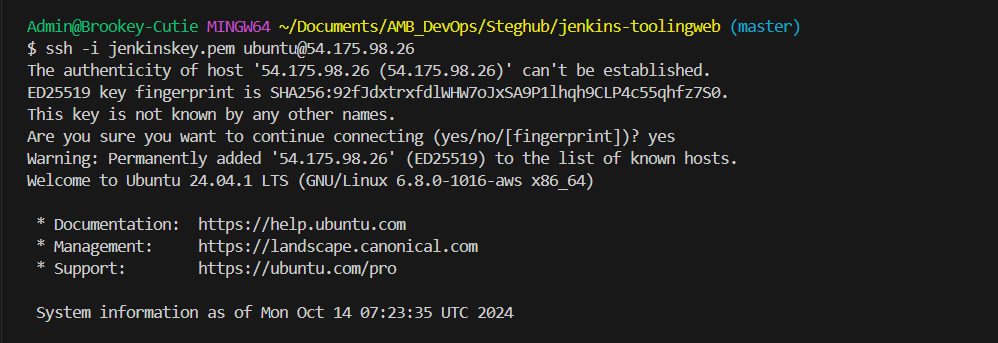 Admin@Brookey-Cutie MINGW64 ~/Documents/AMB_DevOps/Steghub/jenkins-toolingweb (master)
$ ssh -i jenkinskey.pem ubuntu@54.175.98.26
The authenticity of host '54.175.98.26 (54.175.98.26)' can't be established.
ED25519 key fingerprint is SHA256:92fJdxtrxfdlWHW7oJxSA9P1lhqh9CLP4c55qhfz7S0.
This key is not known by any other names.
Are you sure you want to continue connecting (yes/no/[fingerprint])? yes
Warning: Permanently added '54.175.98.26' (ED25519) to the list of known hosts.
Welcome to Ubuntu 24.04.1 LTS (GNU/Linux 6.8.0-1016-aws x86_64)
* Documentation: https://help.ubuntu.com
* Management: https://landscape.canonical.com
* Support: https://ubuntu.com/pro
System information as of Mon Oct 14 07:23:35 UTC 2024